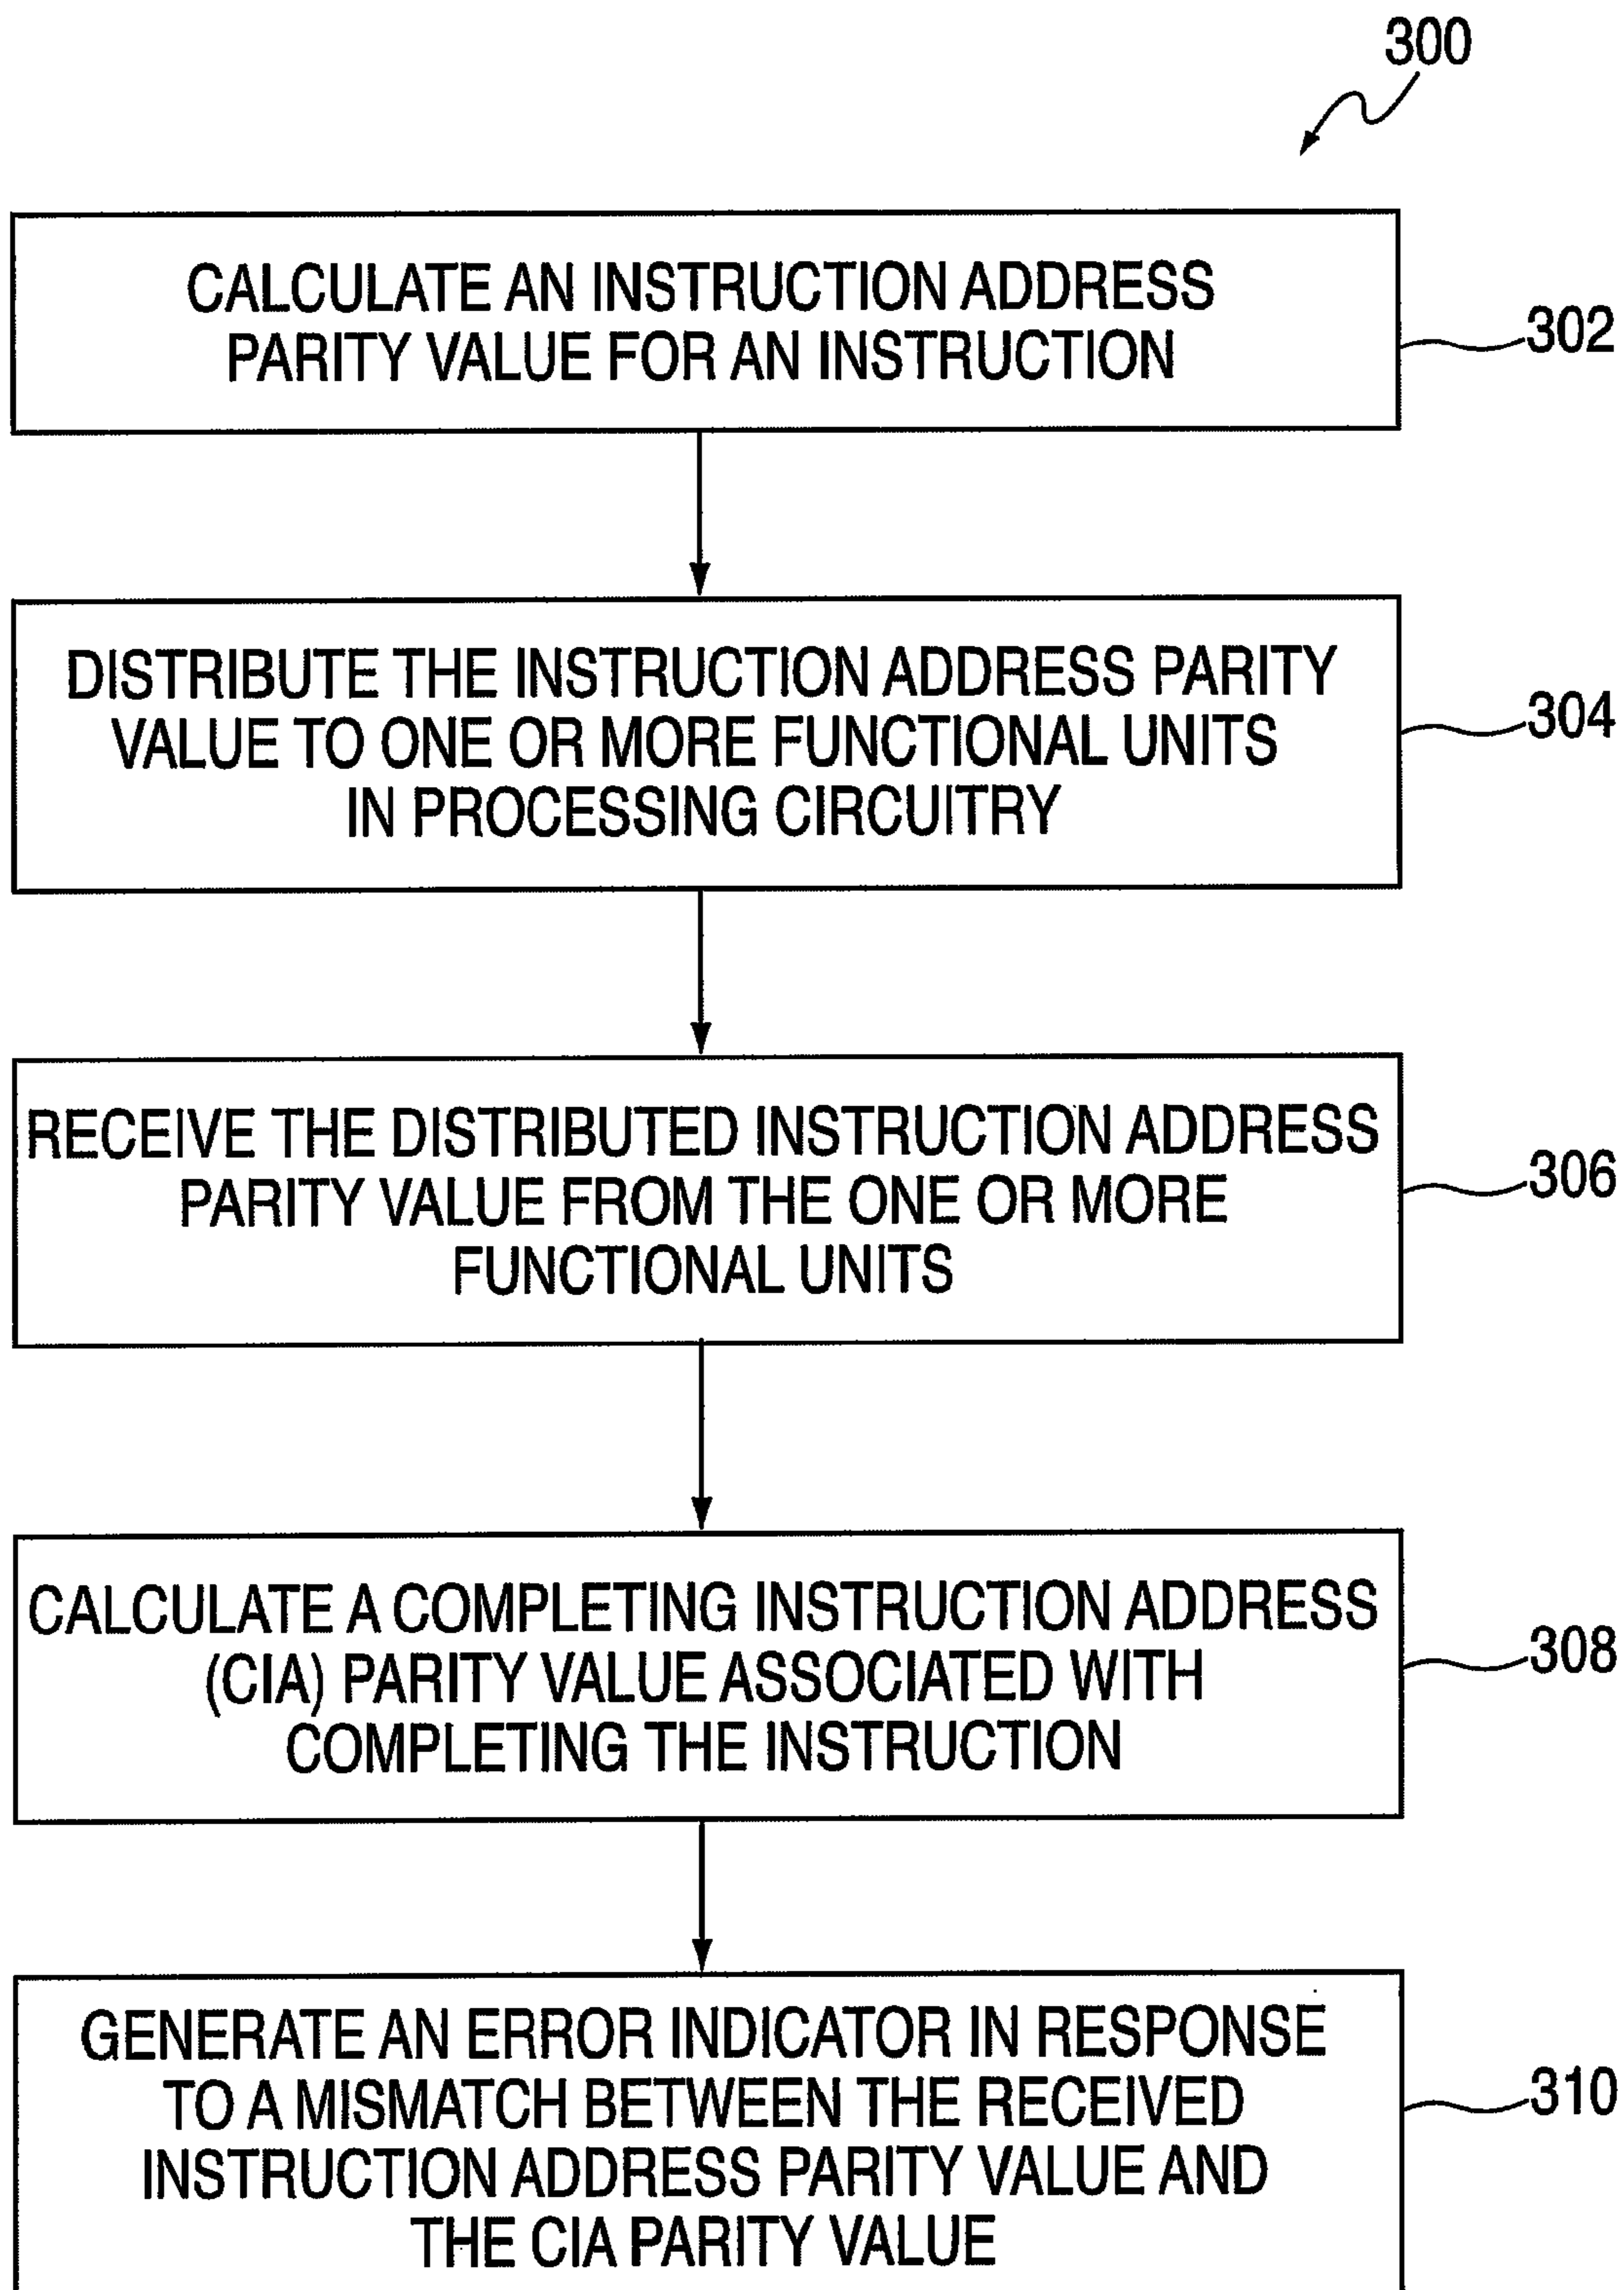 300
CALCULATE AN INSTRUCTION ADDRESS
PARITY VALUE FOR AN INSTRUCTION
302
DISTRIBUTE THE INSTRUCTION ADDRESS PARITY
VALUE TO ONE OR MORE FUNCTIONAL UNITS
IN PROCESSING CIRCUITRY
304
RECEIVE THE DISTRIBUTED INSTRUCTION ADDRESS
PARITY VALUE FROM THE ONE OR MORE
FUNCTIONAL UNITS
306
CALCULATE A COMPLETING INSTRUCTION ADDRESS
(CIA) PARITY VALUE ASSOCIATED WITH
COMPLETING THE INSTRUCTION
308
GENERATE AN ERROR INDICATOR IN RESPONSE
TO A MISMATCH BETWEEN THE RECEIVED
INSTRUCTION ADDRESS PARITY VALUE AND
THE CIA PARITY VALUE
310